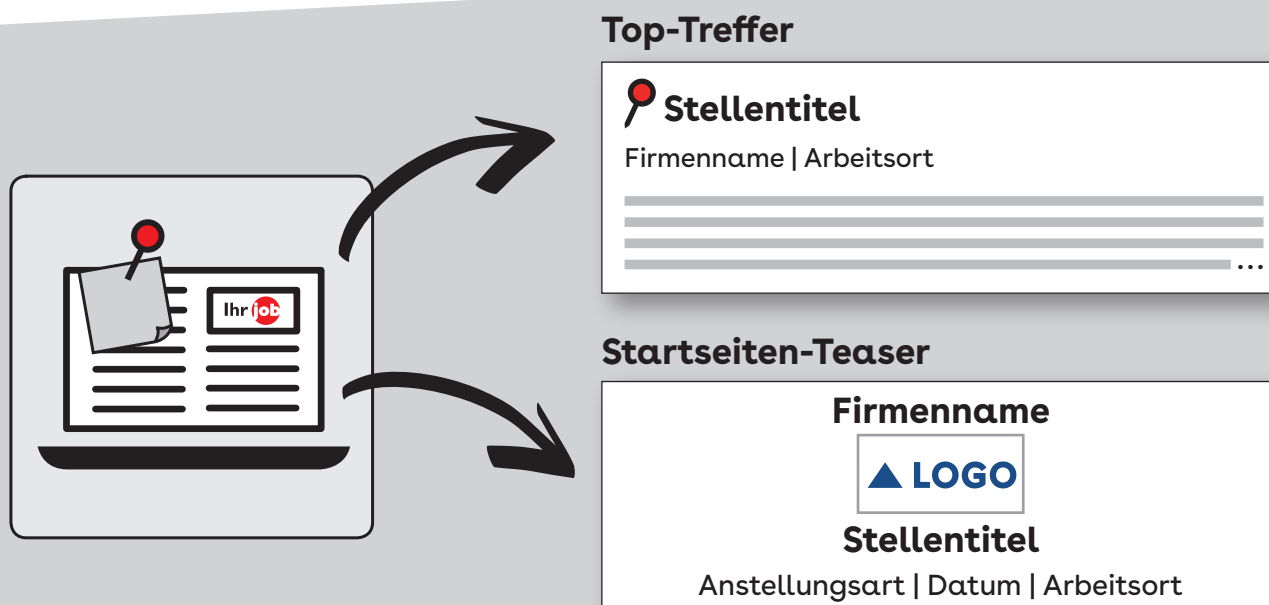 Top-Treffer
Stellentitel
Firmenname | Arbeitsort
...
Ihr job
Startseiten-Teaser
Firmenname
LOGO
Stellentitel
Anstellungsart | Datum | Arbeitsort